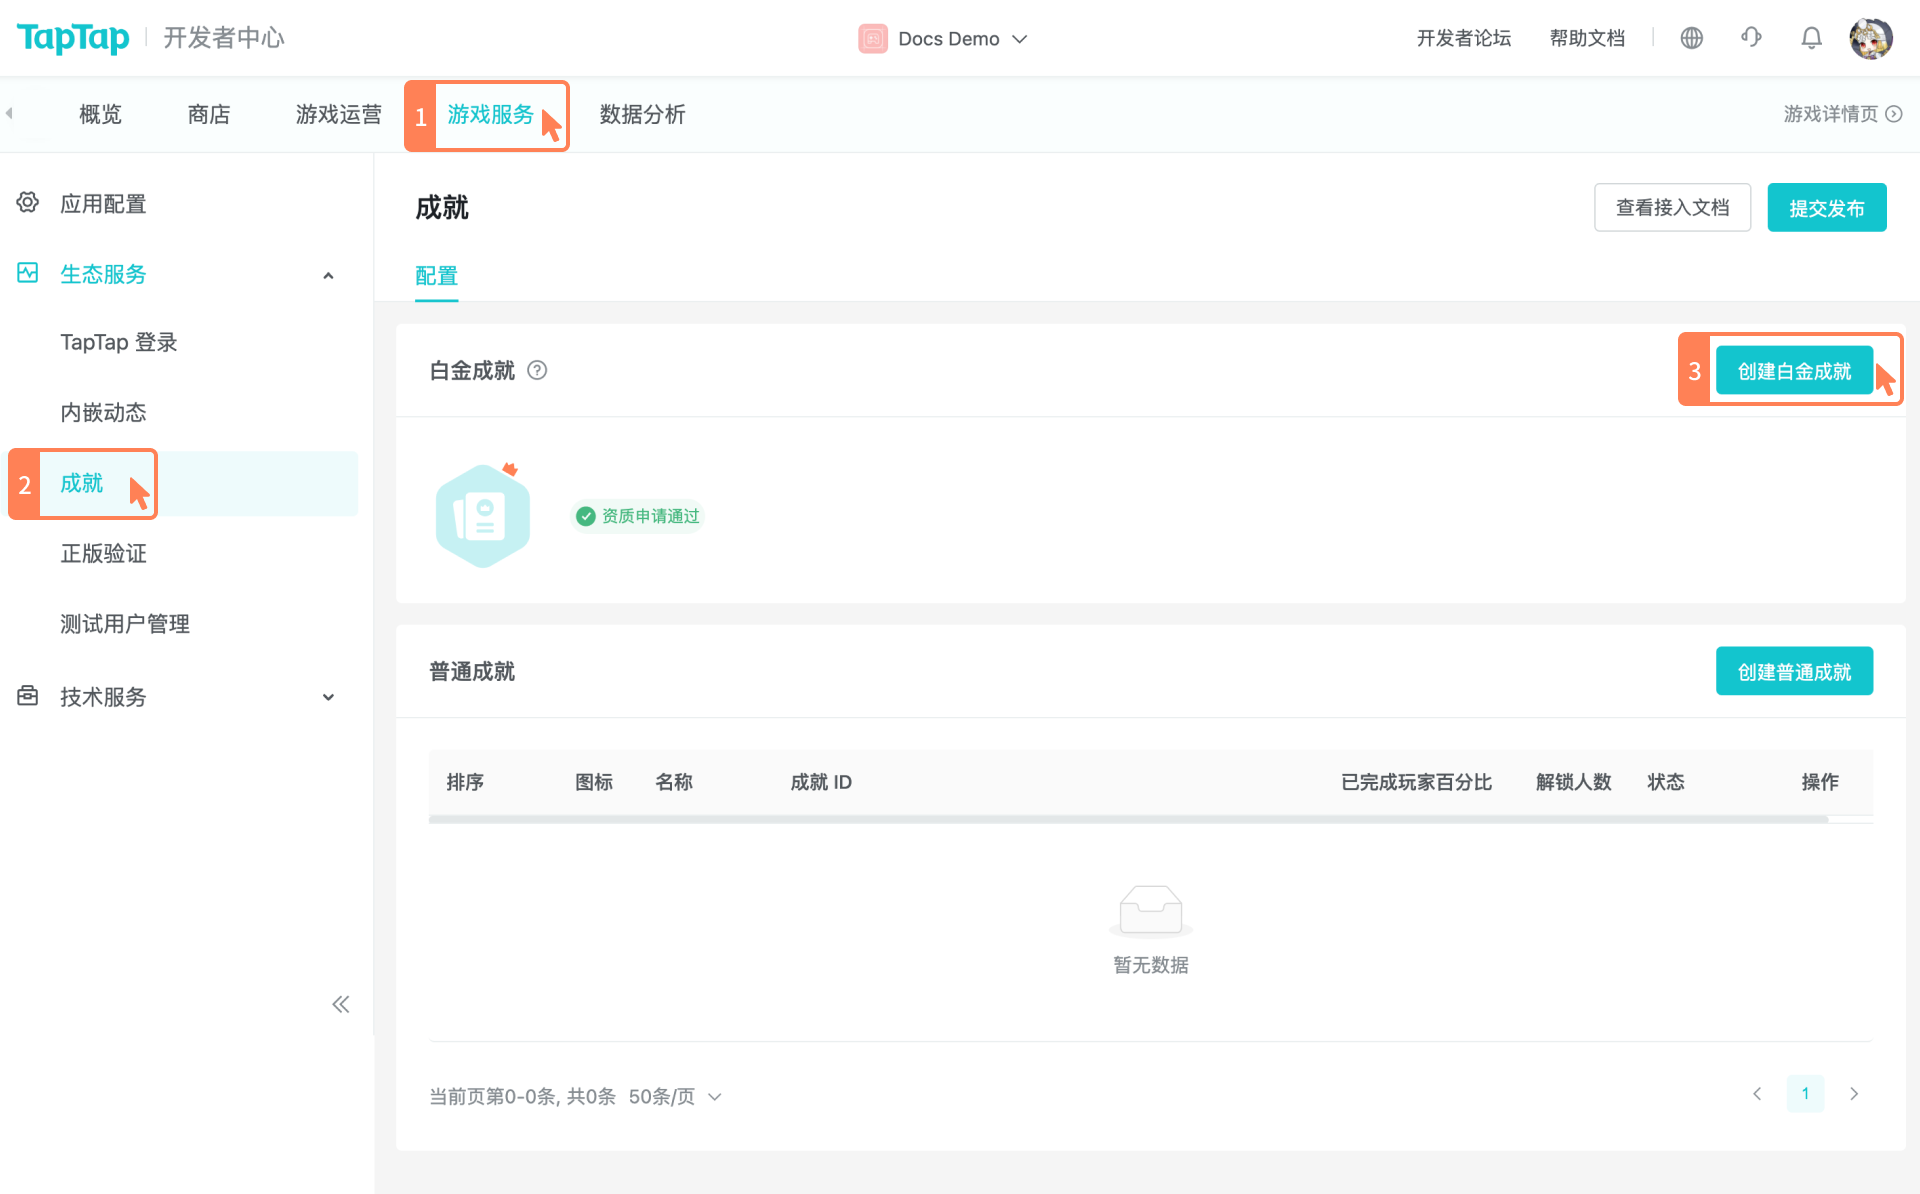 TapTap 开发者中心
Docs Demo
开发者论坛 帮助文档
概览 商店 游戏运营 1 游戏服务 数据分析 游戏详情页
应用配置
生态服务
TapTap 登录
内嵌动态
2 成就
正版验证
测试用户管理
技术服务
成就
查看接入文档 提交发布
配置
白金成就 ?
3 创建白金成就
资质申请通过
普通成就
创建普通成就
排序 图标 名称 成就 ID 已完成玩家百分比 解锁人数 状态 操作
暂无数据
当前页第0-0条, 共0条 50条/页
1